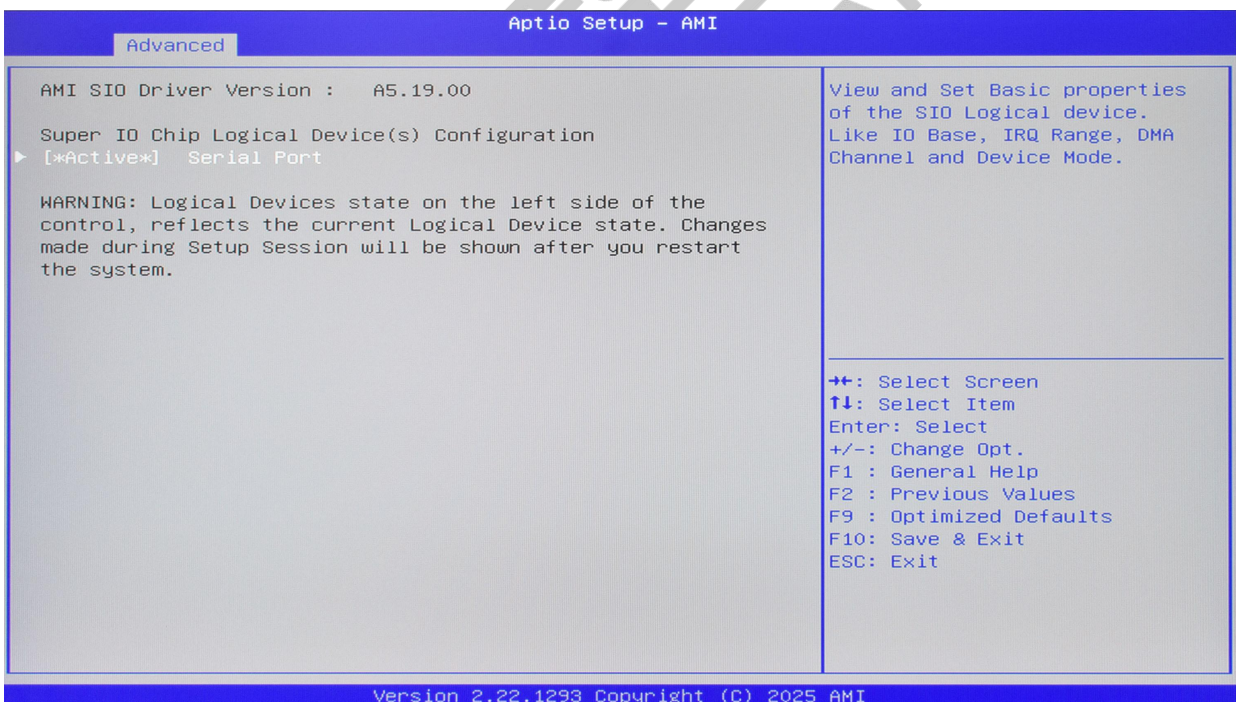 Aptio Setup – AMI
Advanced
AMI SIO Driver Version :   A5.19.00
Super IO Chip Logical Device(s) Configuration
[*Active*]  Serial Port
WARNING: Logical Devices state on the left side of the
control, reflects the current Logical Device state. Changes
made during Setup Session will be shown after you restart
the system.
View and Set Basic properties
of the SIO Logical device.
Like IO Base, IRQ Range, DMA
Channel and Device Mode.
→←: Select Screen
↑↓: Select Item
Enter: Select
+/-: Change Opt.
F1 : General Help
F2 : Previous Values
F9 : Optimized Defaults
F10: Save & Exit
ESC: Exit
Version 2.22.1293 Copyright (C) 2025 AMI